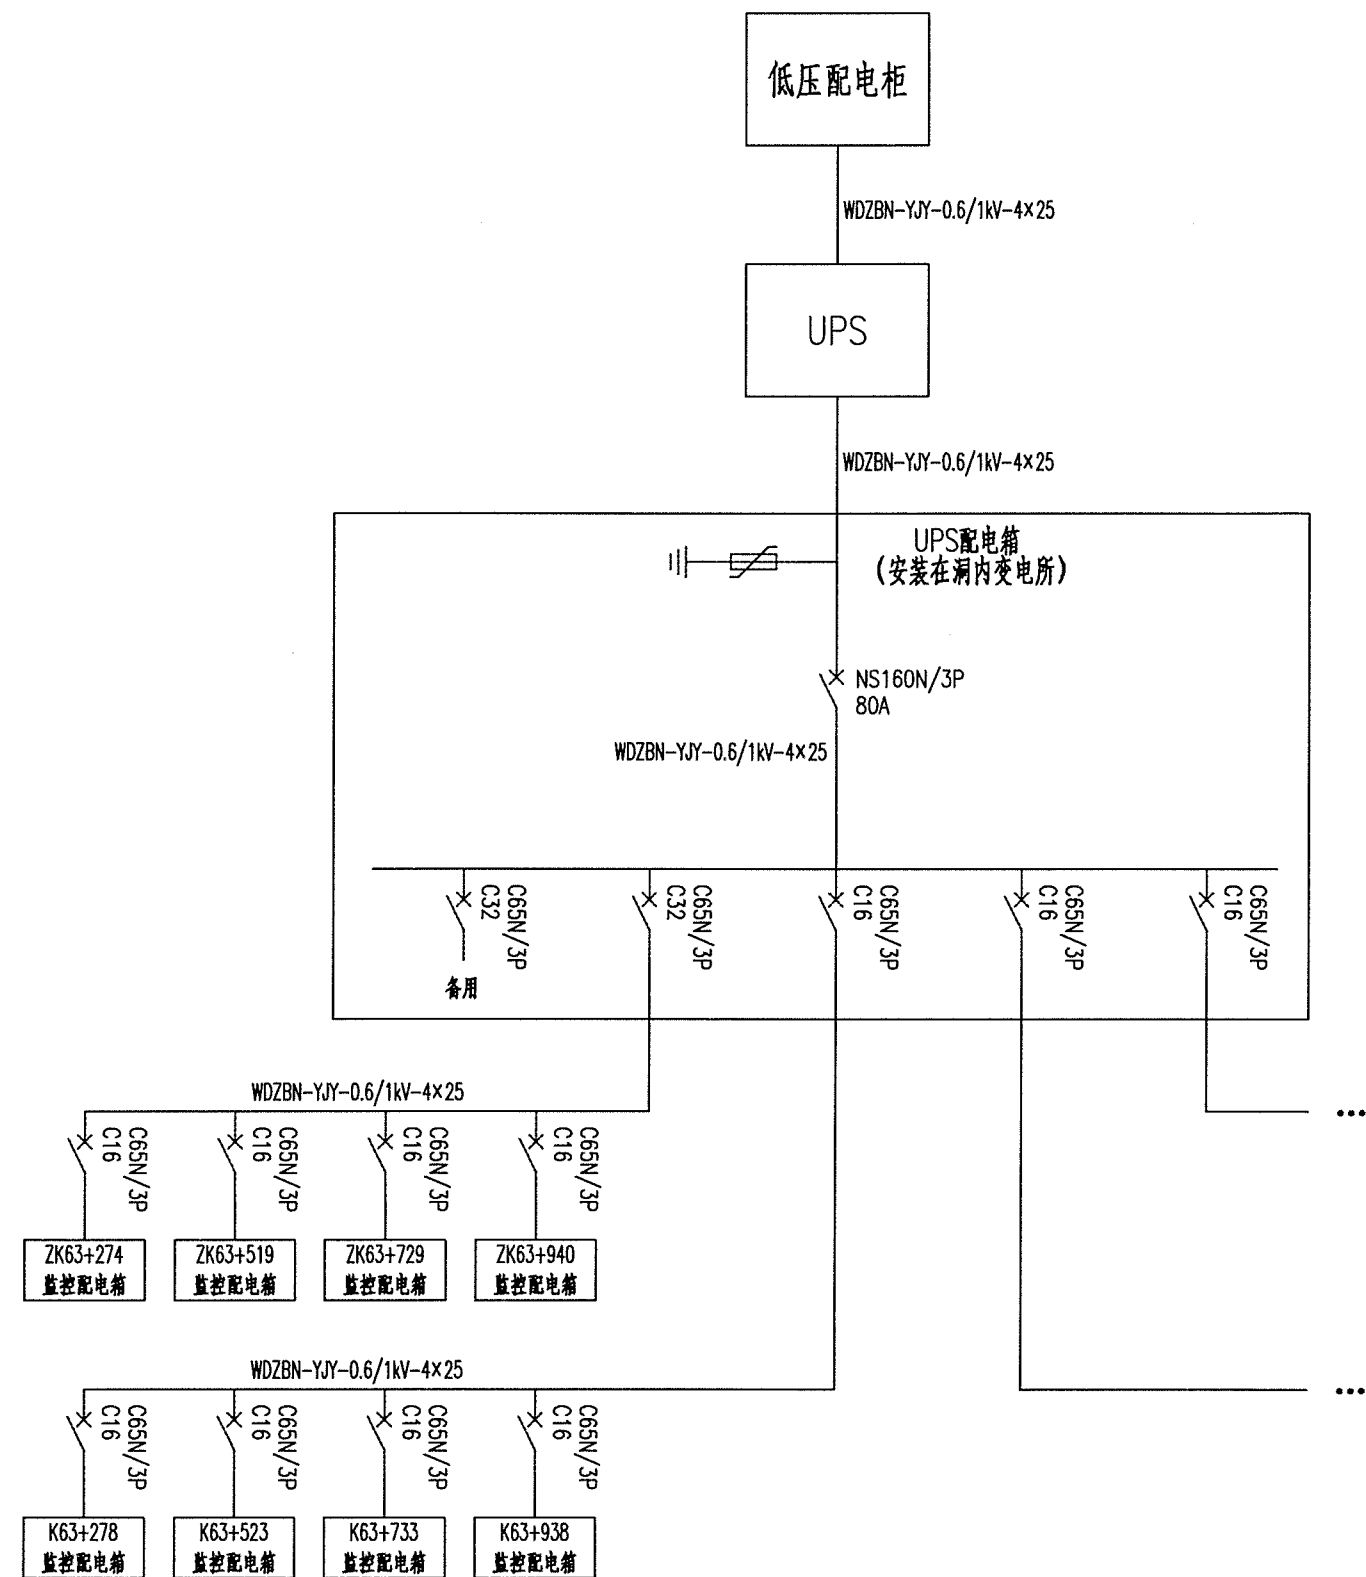 低压配电柜
WDZBN-YJY-0.6/1kV-4×25
UPS
WDZBN-YJY-0.6/1kV-4×25
UPS配电箱
(安装在洞内变电所)
NS160N/3P
80A
WDZBN-YJY-0.6/1kV-4×25
C65N/3P
C32
备用
C65N/3P
C32
C65N/3P
C16
C65N/3P
C16
C65N/3P
C16
WDZBN-YJY-0.6/1kV-4×25
C65N/3P
C16
C65N/3P
C16
C65N/3P
C16
C65N/3P
C16
...
ZK63+274
监控配电箱
ZK63+519
监控配电箱
ZK63+729
监控配电箱
ZK63+940
监控配电箱
WDZBN-YJY-0.6/1kV-4×25
...
C65N/3P
C16
C65N/3P
C16
C65N/3P
C16
C65N/3P
C16
K63+278
监控配电箱
K63+523
监控配电箱
K63+733
监控配电箱
K63+938
监控配电箱